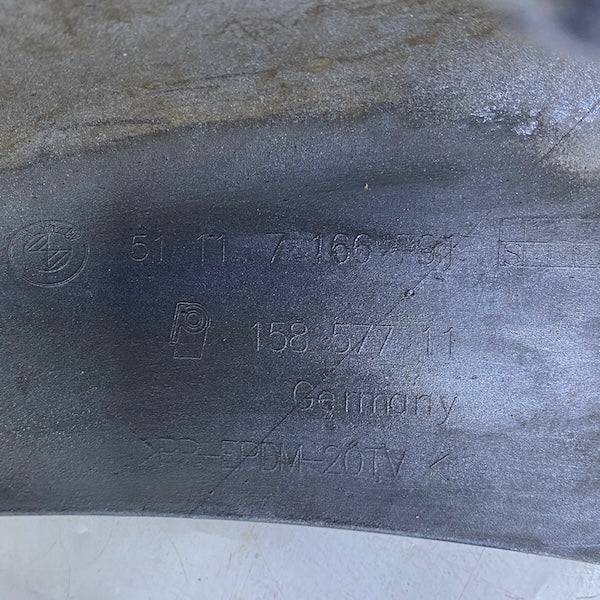 51 11 7 166
158 577 11
Germany
>PP-EPDM-20TV<